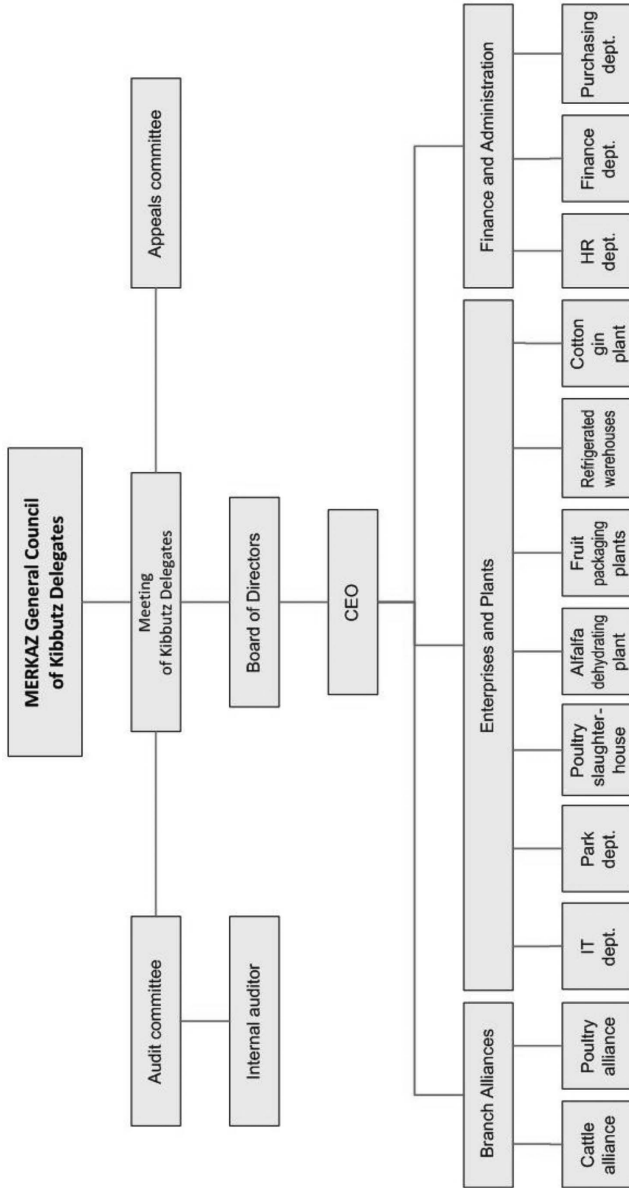 MERKAZ General Council
of Kibbutz Delegates
Audit committee
Meeting
of Kibbutz Delegates
Appeals committee
Internal auditor
Board of Directors
CEO
Branch Alliances
Enterprises and Plants
Finance and Administration
Cattle
alliance
Poultry
alliance
IT
dept.
Park
dept.
Poultry
slaughter-
house
Alfalfa
dehydrating
plant
Fruit
packaging
plants
Refrigerated
warehouses
Cotton
gin
plant
HR
dept.
Finance
dept.
Purchasing
dept.